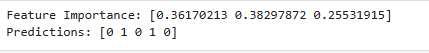 Feature Importance: [0.36170213 0.38297872 0.25531915]
Predictions: [0 1 0 1 0]